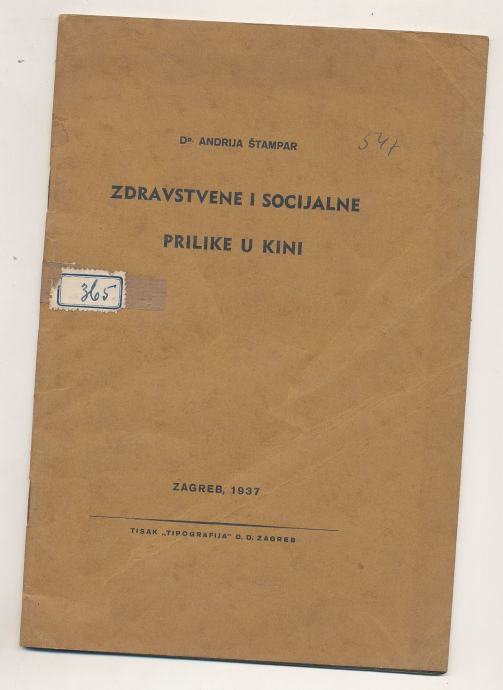 Dr. ANDRIJA ŠTAMPAR
547
ZDRAVSTVENE I SOCIJALNE
PRILIKE U KINI
365
ZAGREB, 1937
TISAK „TIPOGRAFIJA" D. D. ZAGREB